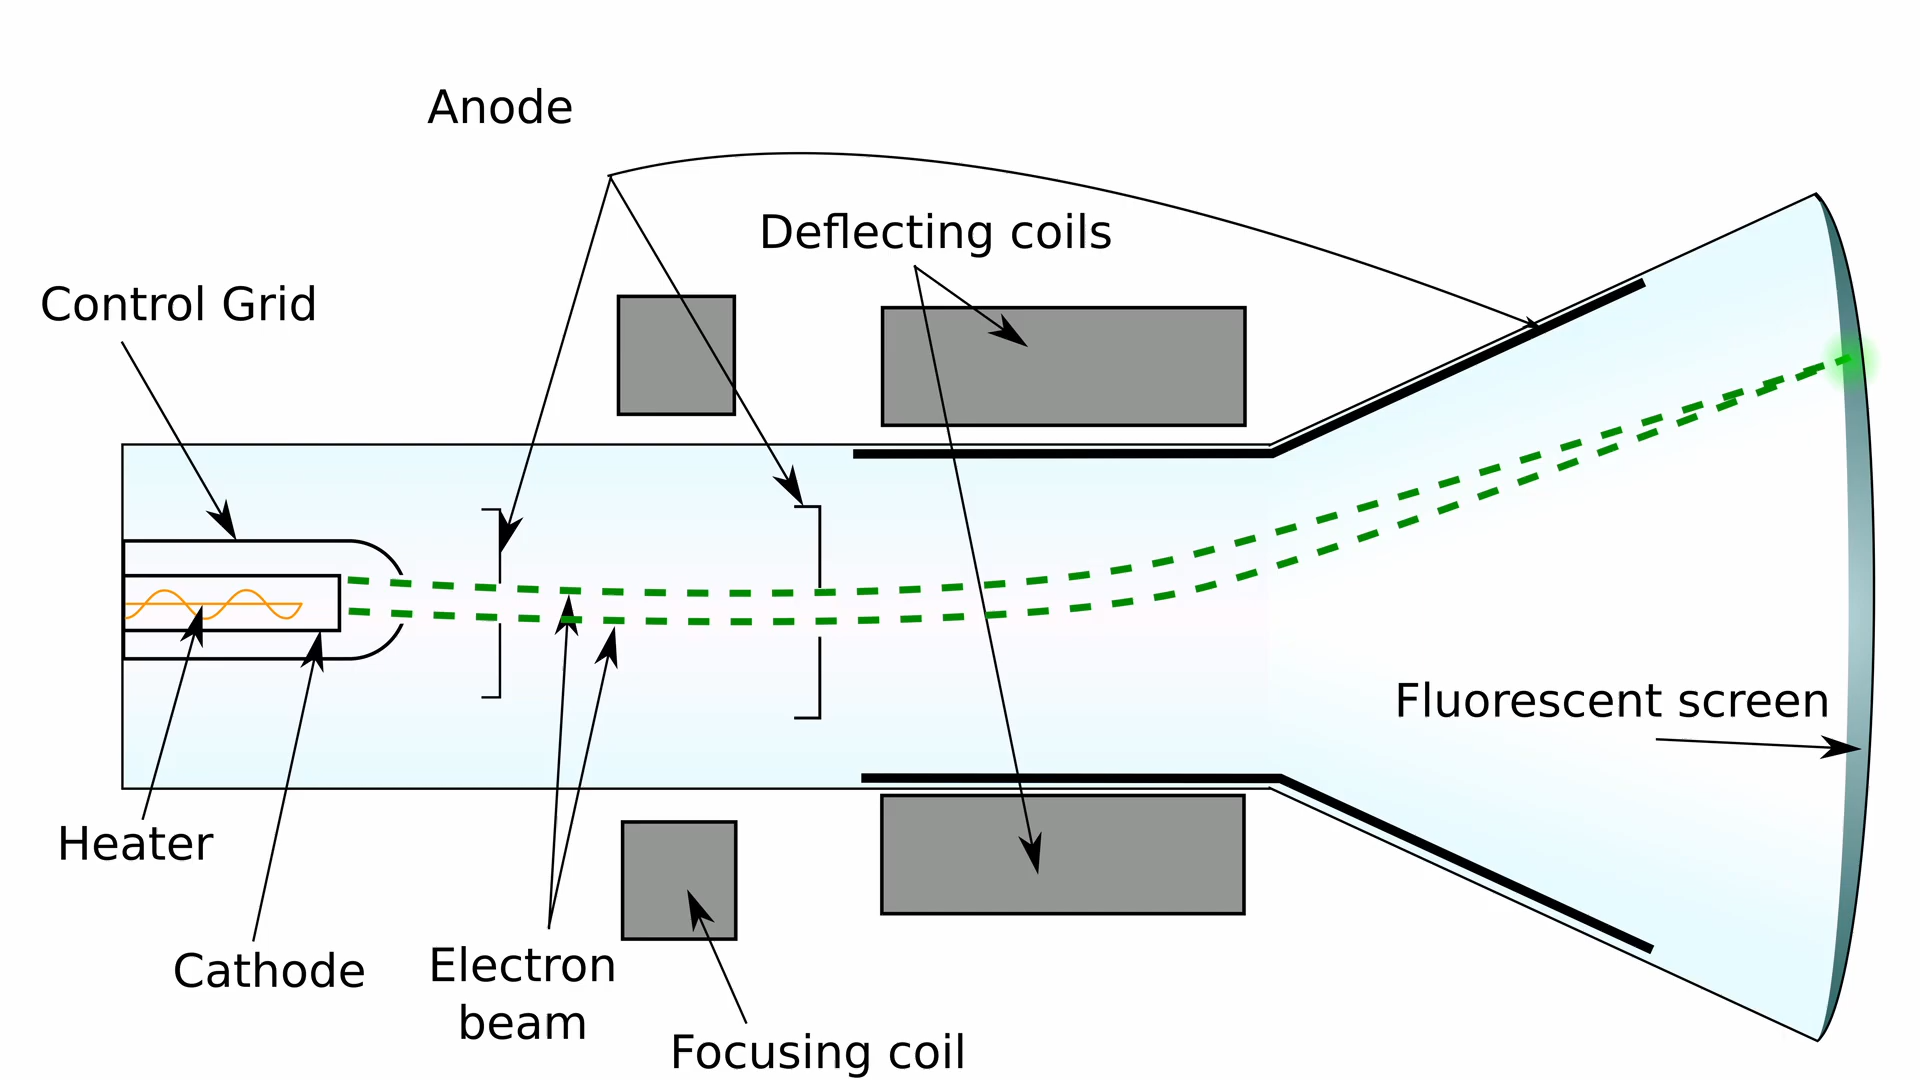 Anode
Deflecting coils
Control Grid
Fluorescent screen
Heater
Cathode
Electron
beam
Focusing coil